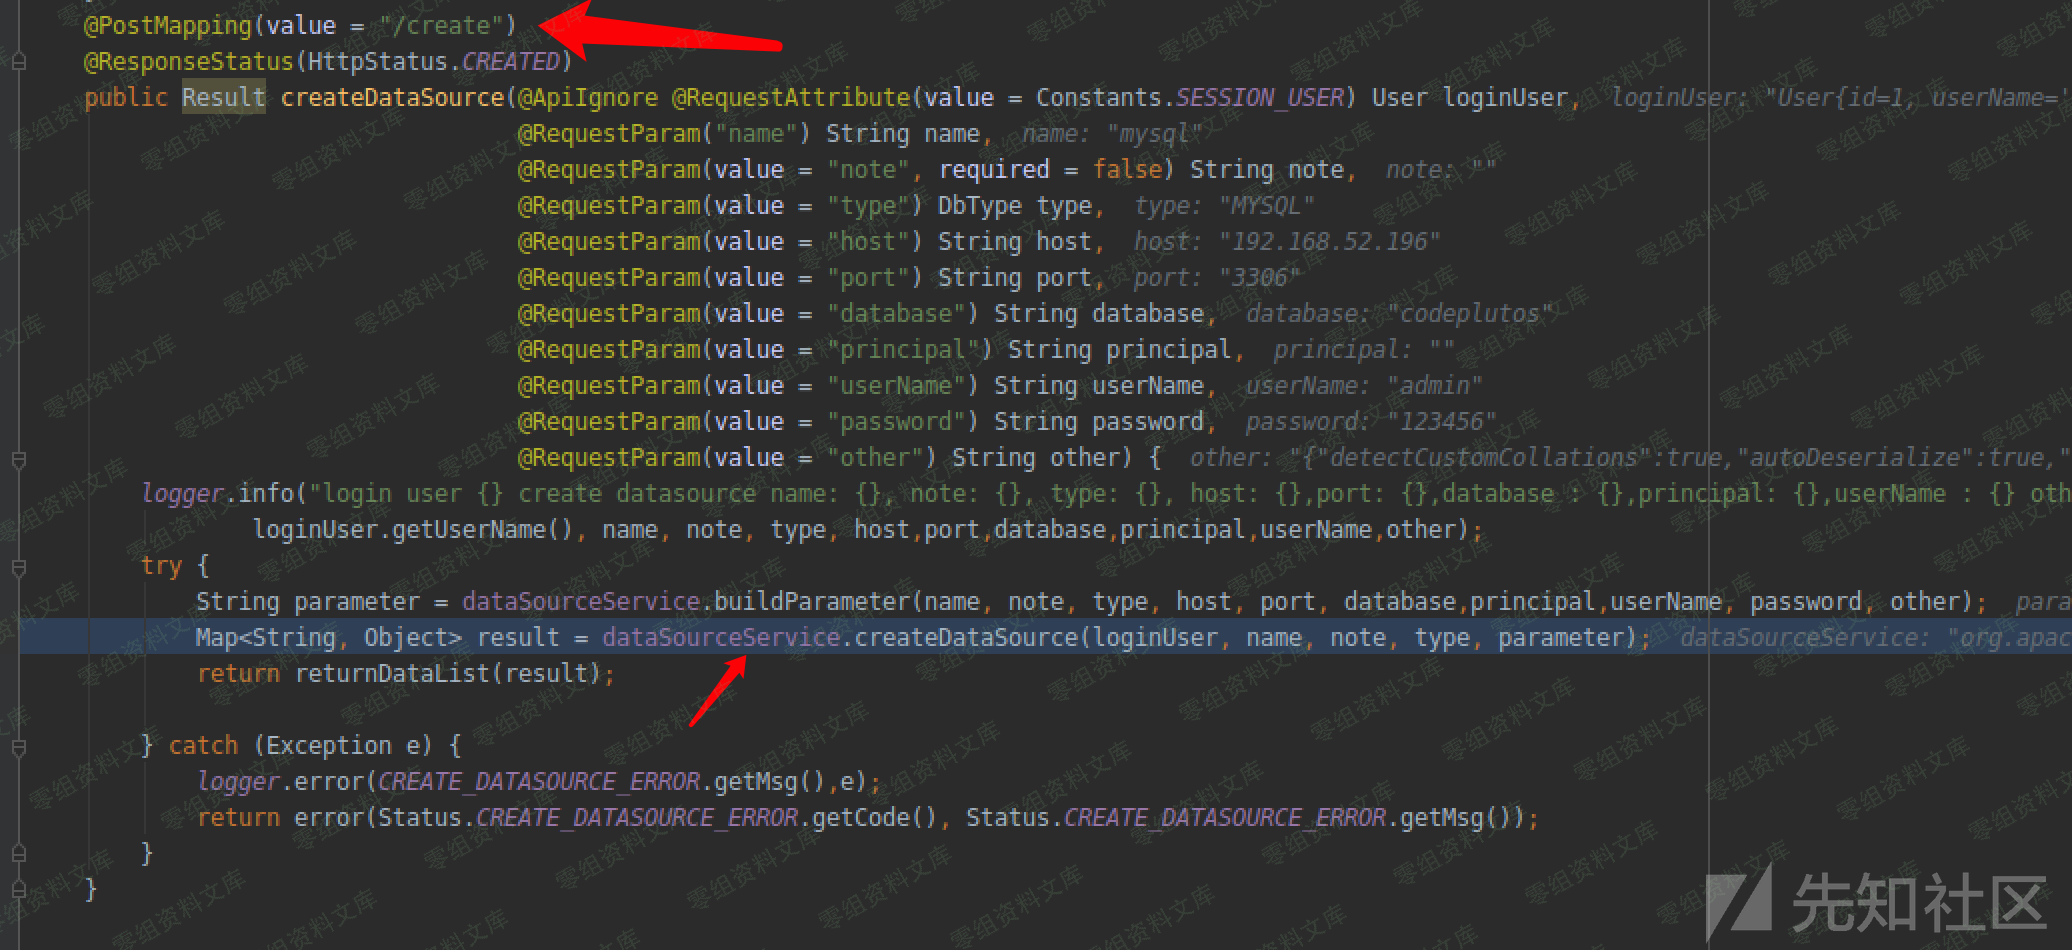 @PostMapping(value = "/create")
@ResponseStatus(HttpStatus.CREATED)
public Result createDataSource(@ApiIgnore @RequestAttribute(value = Constants.SESSION_USER) User loginUser,  loginUser: "User{id=1, userName='
@RequestParam("name") String name,  name: "mysql"
@RequestParam(value = "note", required = false) String note,  note: ""
@RequestParam(value = "type") DbType type,  type: "MYSQL"
@RequestParam(value = "host") String host,  host: "192.168.52.196"
@RequestParam(value = "port") String port,  port: "3306"
@RequestParam(value = "database") String database,  database: "codeplutos"
@RequestParam(value = "principal") String principal,  principal: ""
@RequestParam(value = "userName") String userName,  userName: "admin"
@RequestParam(value = "password") String password,  password: "123456"
@RequestParam(value = "other") String other) {  other: "{"detectCustomCollations":true,"autoDeserialize":true,"
logger.info("login user {} create datasource name: {}, note: {}, type: {}, host: {},port: {},database : {},principal: {},userName : {} oth
loginUser.getUserName(), name, note, type, host,port,database,principal,userName,other);
try {
String parameter = dataSourceService.buildParameter(name, note, type, host, port, database,principal,userName, password, other);  para
Map<String, Object> result = dataSourceService.createDataSource(loginUser, name, note, type, parameter);  dataSourceService: "org.apac
return returnDataList(result);
} catch (Exception e) {
logger.error(CREATE_DATASOURCE_ERROR.getMsg(),e);
return error(Status.CREATE_DATASOURCE_ERROR.getCode(), Status.CREATE_DATASOURCE_ERROR.getMsg());
}
}
零组资料文库
先知社区